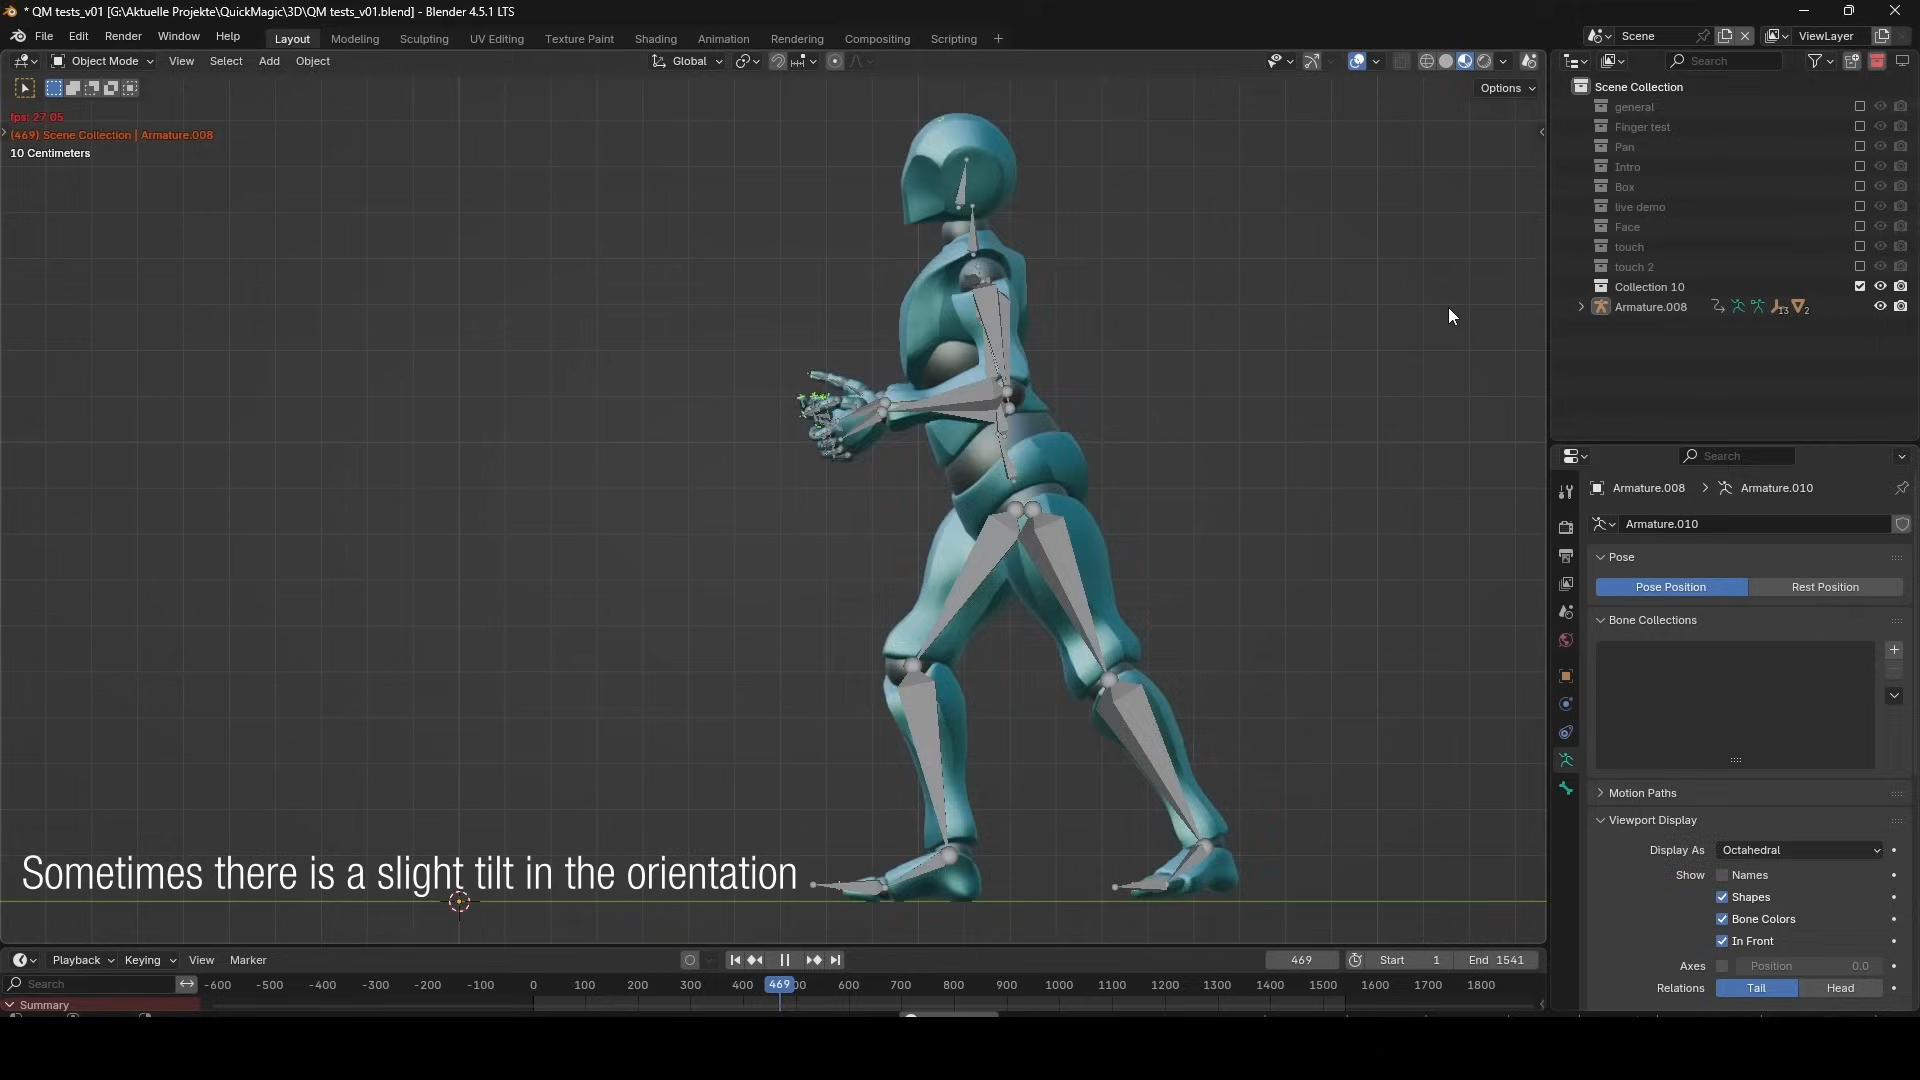 * QM tests_v01 [G:\Aktuelle Projekte\QuickMagic\3D\QM tests_v01.blend] - Blender 4.5.1 LTS
File Edit Render Window Help Layout Modeling Sculpting UV Editing Texture Paint Shading Animation Rendering Compositing Scripting + Scene ViewLayer
Object Mode View Select Add Object Global Search
Options
fps: 27.05
(469) Scene Collection | Armature.008
10 Centimeters
Scene Collection
general
Finger test
Pan
Intro
Box
live demo
Face
touch
touch 2
Collection 10
Armature.008 13 2
Search
Armature.008 > Armature.010
Armature.010
Pose
Pose Position Rest Position
Bone Collections
Motion Paths
Viewport Display
Display As Octahedral
Show Names
Shapes
Bone Colors
In Front
Axes Position 0.0
Relations Tail Head
Sometimes there is a slight tilt in the orientation
Playback Keying View Marker 469 Start 1 End 1541
Search -600 -500 -400 -300 -200 -100 0 100 200 300 400 469 600 700 800 900 1000 1100 1200 1300 1400 1500 1600 1700 1800
Summary